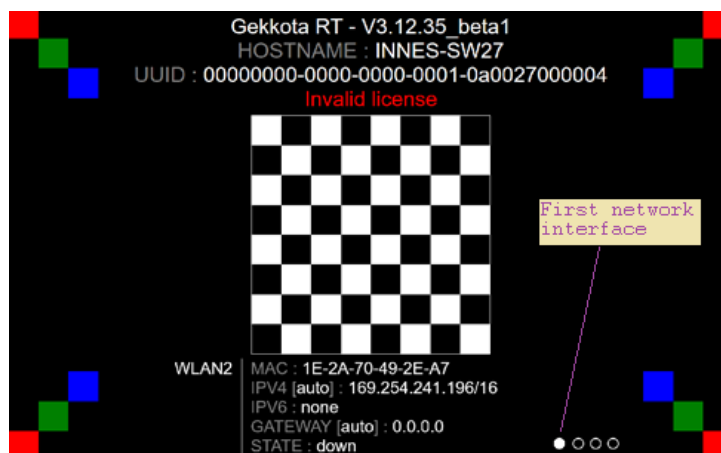 Gekkota RT - V3.12.35_beta1
HOSTNAME : INNES-SW27
UUID : 00000000-0000-0000-0001-0a0027000004
Invalid license
First network
interface
WLAN2
MAC : 1E-2A-70-49-2E-A7
IPV4 [auto] : 169.254.241.196/16
IPV6 : none
GATEWAY [auto] : 0.0.0.0
STATE : down